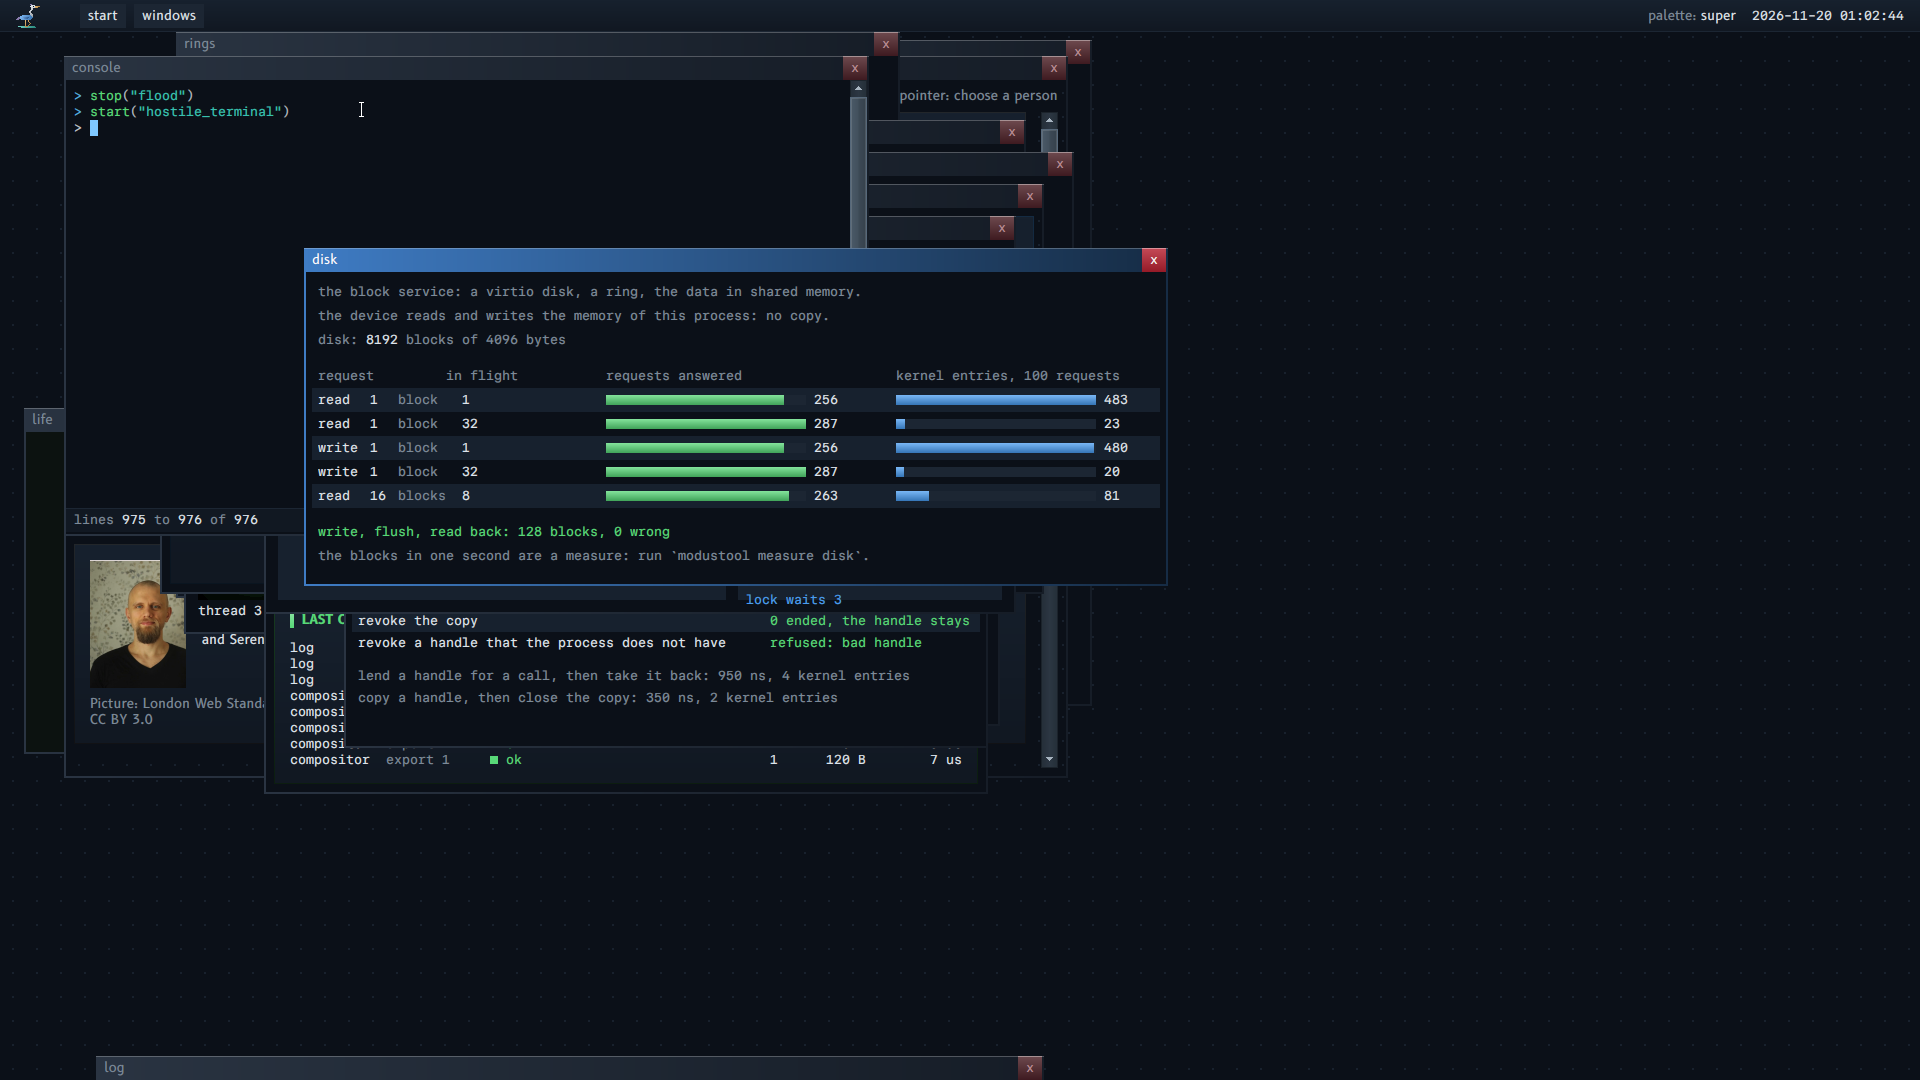 start windows palette: super 2026-11-20 01:02:44
rings x
x
console x
x
> stop("flood")
pointer: choose a person
> start("hostile_terminal")
>
x
x
x
x
disk x
the block service: a virtio disk, a ring, the data in shared memory.
the device reads and writes the memory of this process: no copy.
disk: 8192 blocks of 4096 bytes
request in flight requests answered kernel entries, 100 requests
read 1 block 1 256 483
read 1 block 32 287 23
write 1 block 1 256 480
write 1 block 32 287 20
read 16 blocks 8 263 81
write, flush, read back: 128 blocks, 0 wrong
the blocks in one second are a measure: run `modustool measure disk`.
life
lines 975 to 976 of 976
lock waits 3
thread 3
and Seren
Picture: London Web Standa
CC BY 3.0
LAST C
log
log
log
composi
composi
composi
composi
compositor export 1 ok 1 120 B 7 us
revoke the copy 0 ended, the handle stays
revoke a handle that the process does not have refused: bad handle
lend a handle for a call, then take it back: 950 ns, 4 kernel entries
copy a handle, then close the copy: 350 ns, 2 kernel entries
log x